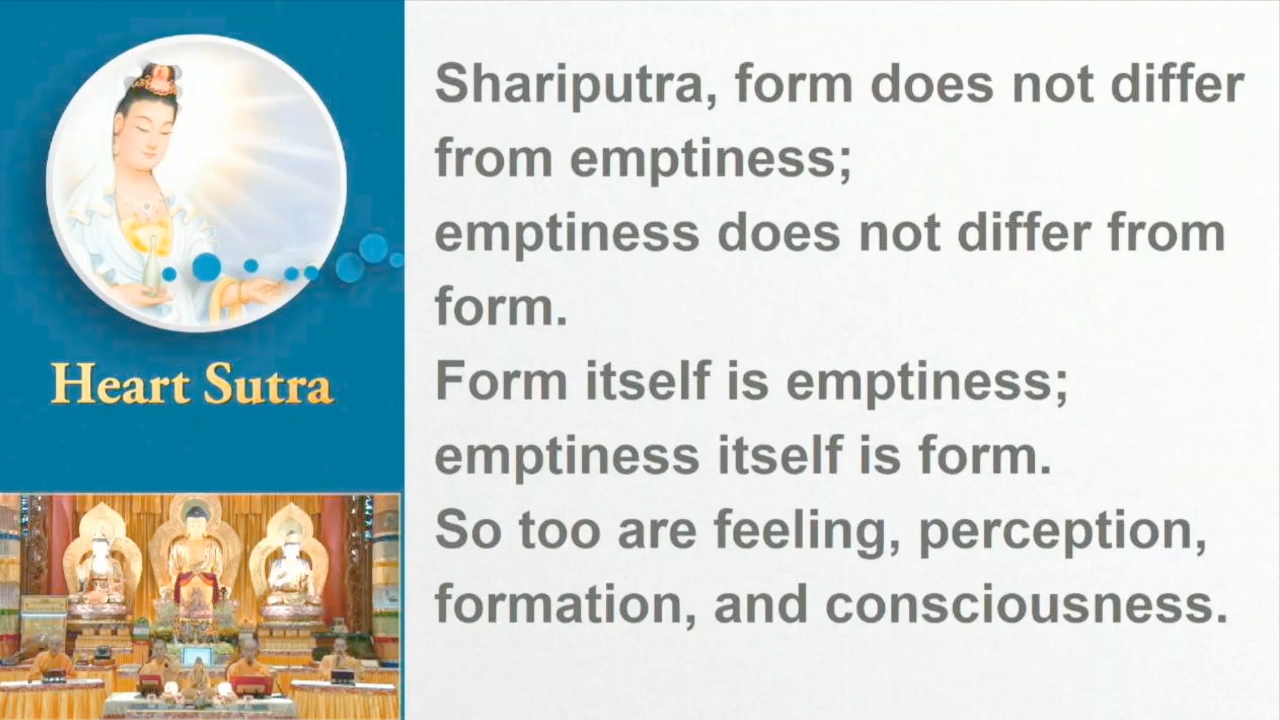 Heart Sutra
Shariputra, form does not differ
from emptiness;
emptiness does not differ from
form.
Form itself is emptiness;
emptiness itself is form.
So too are feeling, perception,
formation, and consciousness.